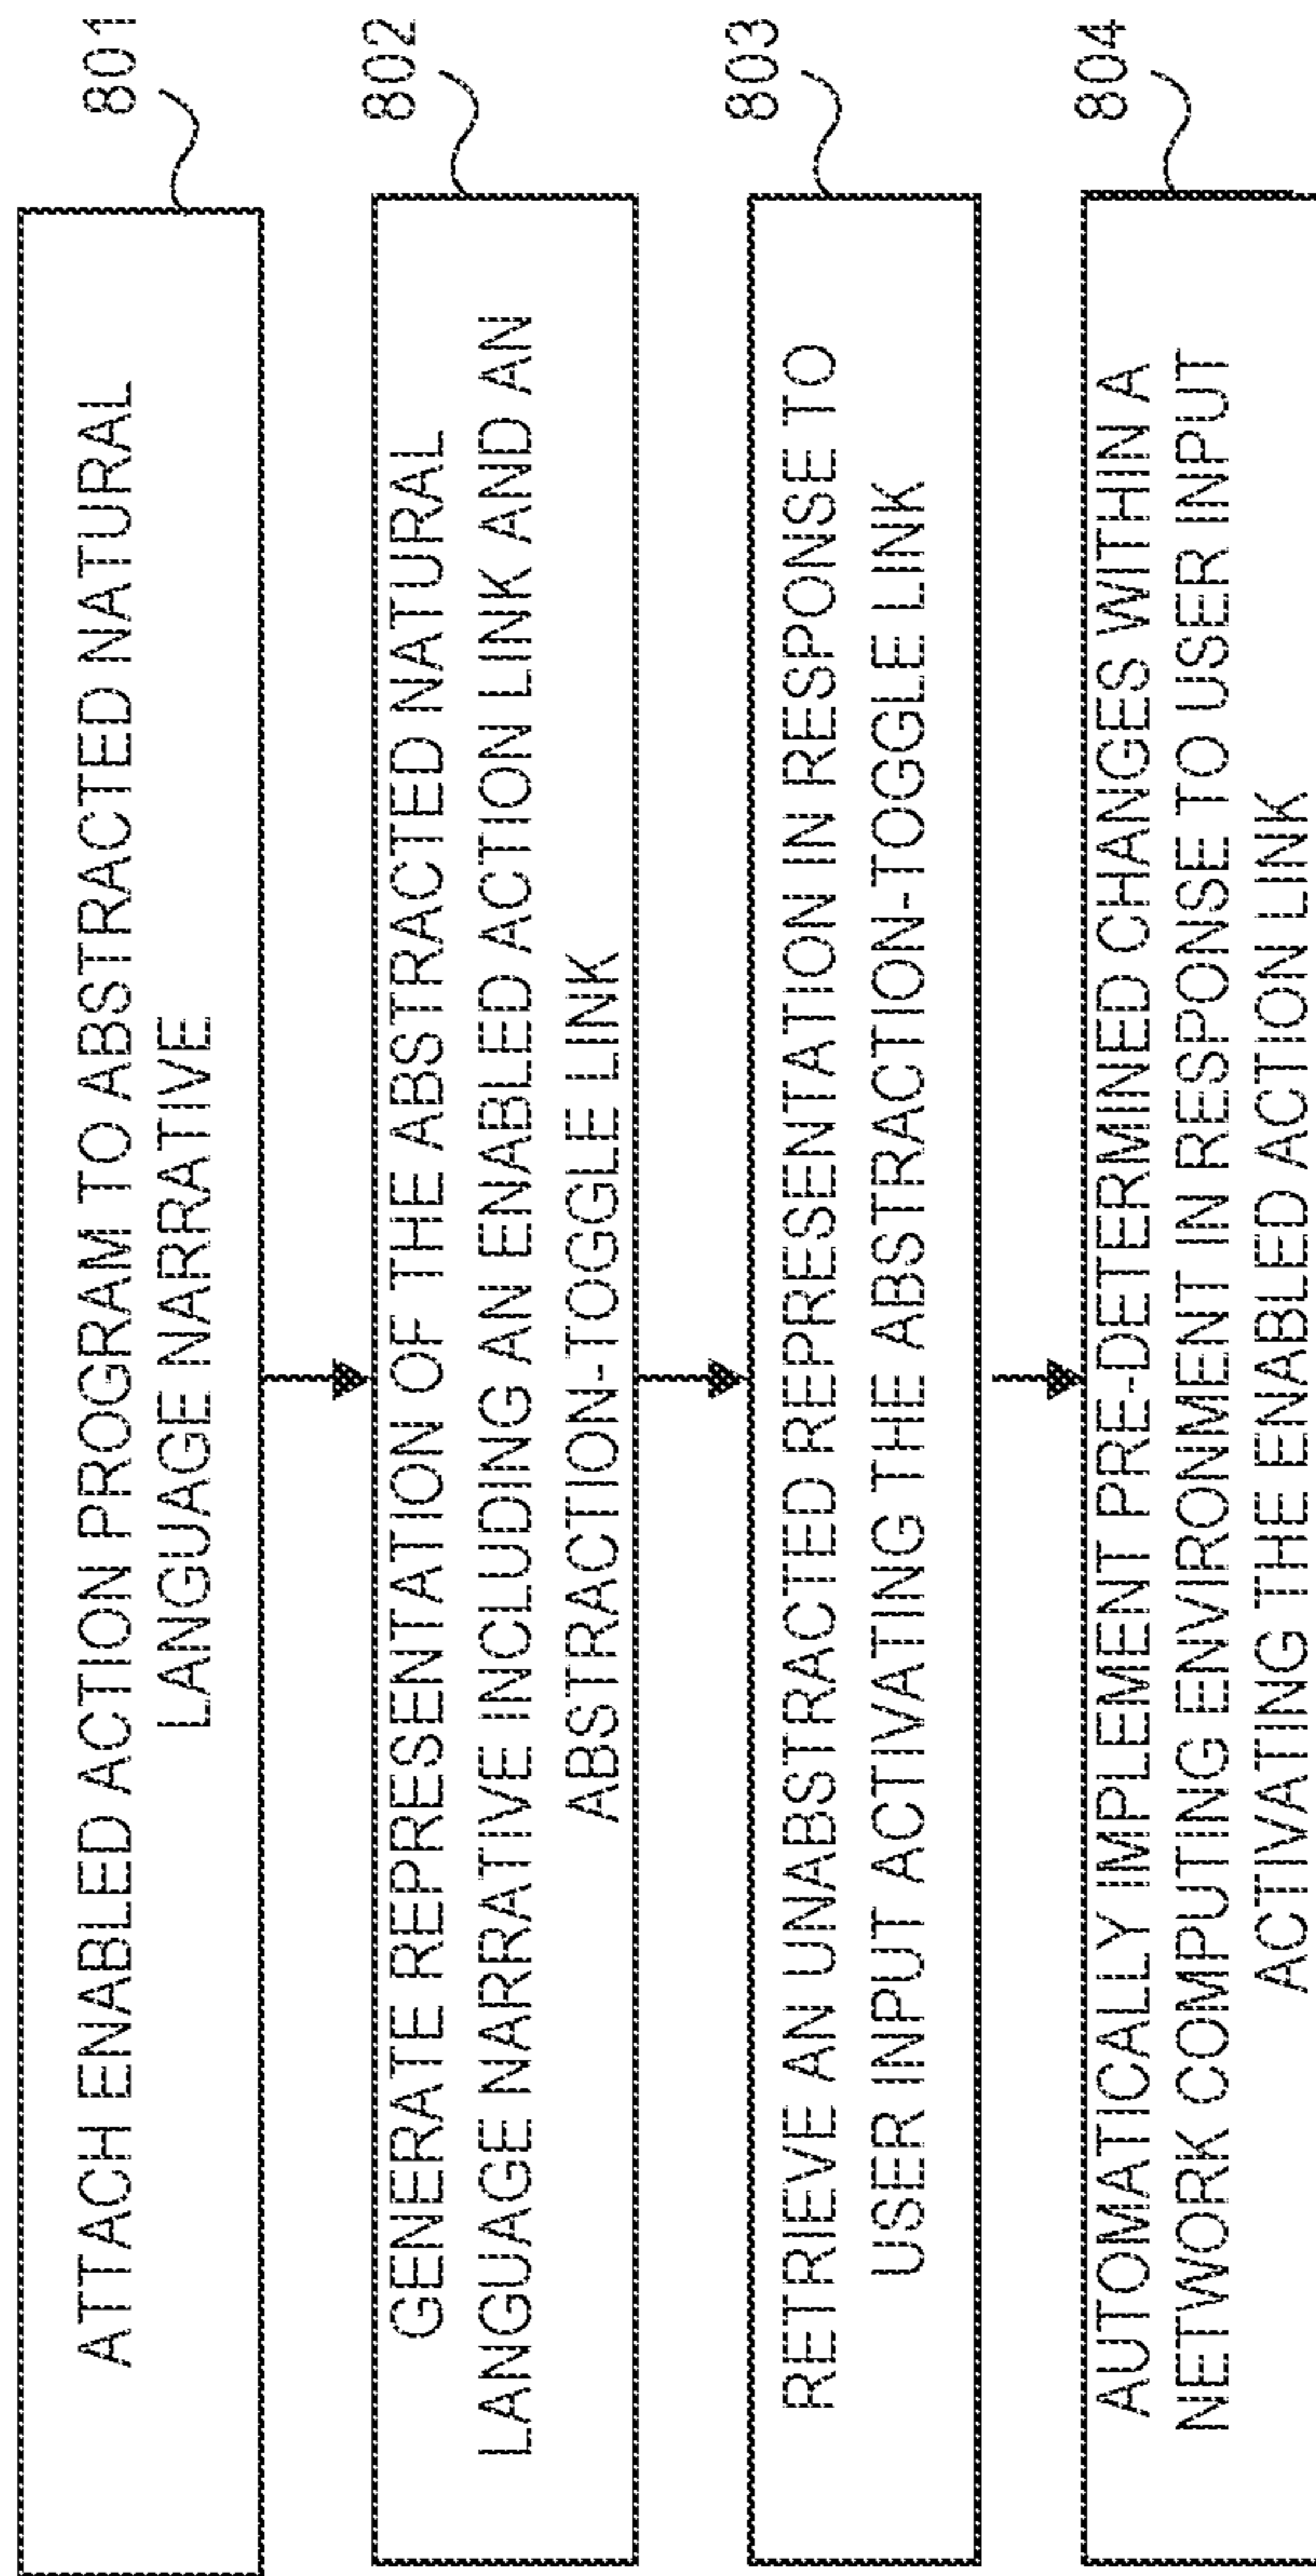 801
ATTACH ENABLED ACTION PROGRAM TO ABSTRACTED NATURAL
LANGUAGE NARRATIVE
802
GENERATE REPRESENTATION OF THE ABSTRACTED NATURAL
LANGUAGE NARRATIVE INCLUDING AN ENABLED ACTION LINK AND AN
ABSTRACTION-TOGGLE LINK
803
RETRIEVE AN UNABSTRACTED REPRESENTATION IN RESPONSE TO
USER INPUT ACTIVATING THE ABSTRACTION-TOGGLE LINK
804
AUTOMATICALLY IMPLEMENT PRE-DETERMINED CHANGES WITHIN A
NETWORK COMPUTING ENVIRONMENT IN RESPONSE TO USER INPUT
ACTIVATING THE ENABLED ACTION LINK